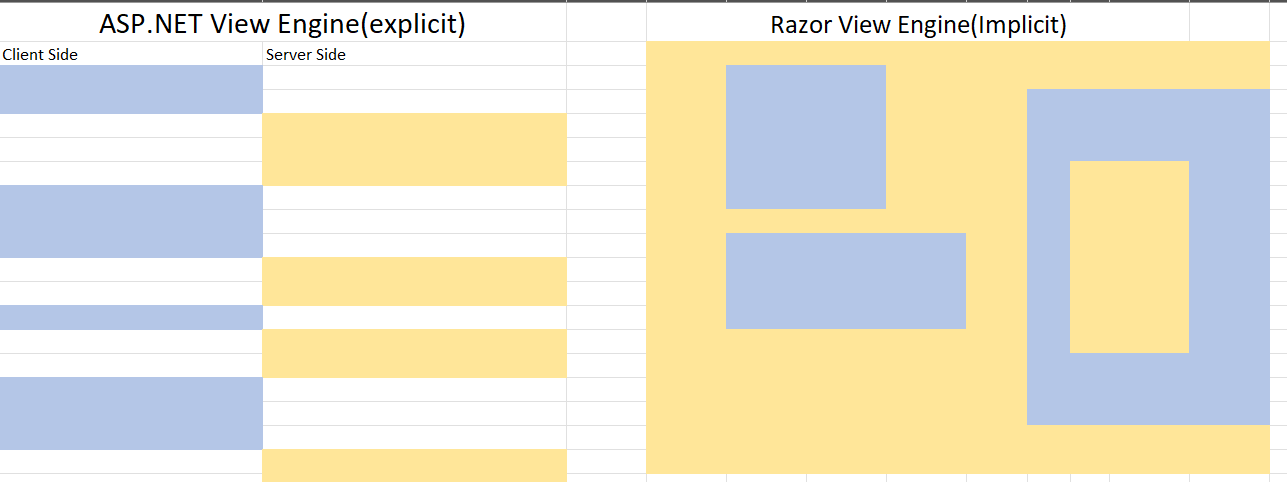 ASP.NET View Engine(explicit)
Razor View Engine(Implicit)
Client Side
Server Side